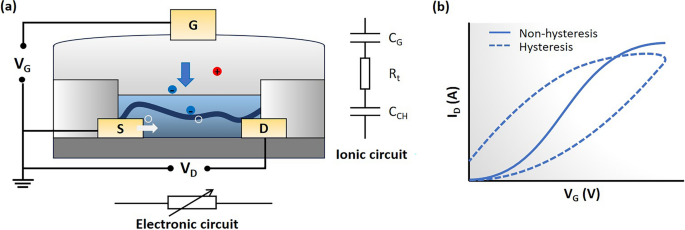 (a)
G
V_G
+
-
-
S
D
V_D
Electronic circuit
C_G
R_t
C_CH
Ionic circuit
(b)
Non-hysteresis
Hysteresis
I_D (A)
V_G (V)